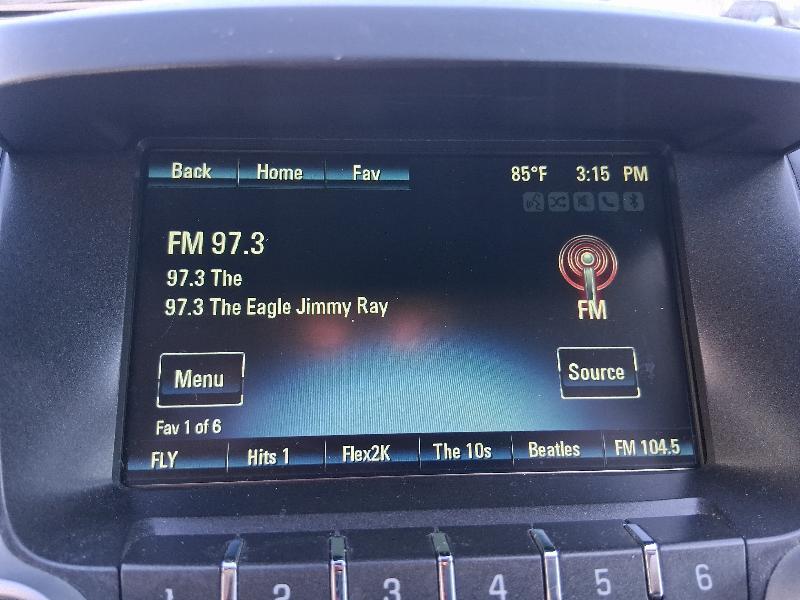 Back Home Fav 85°F 3:15 PM
FM 97.3
97.3 The
97.3 The Eagle Jimmy Ray
FM
Menu Source
Fav 1 of 6
FLY Hits 1 Flex2K The 10s Beatles FM 104.5
1 2 3 4 5 6